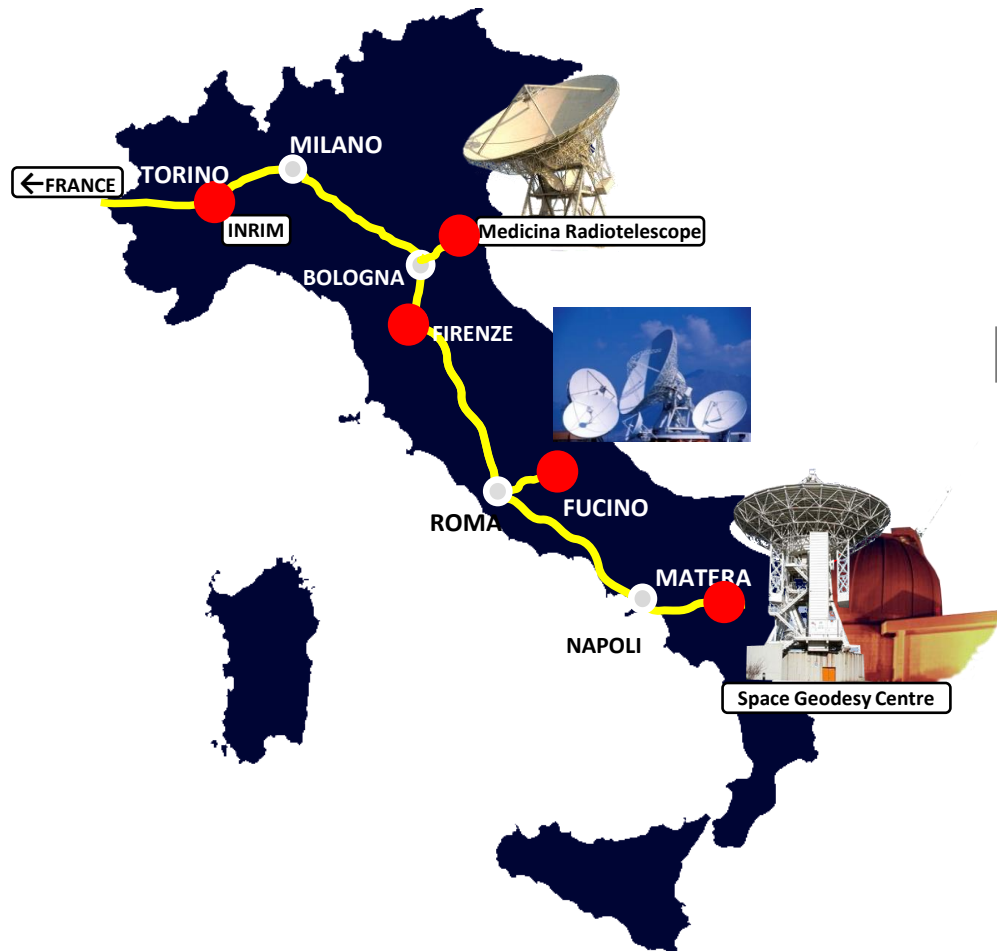 MILANO
TORINO
←FRANCE
INRIM
Medicina Radiotelescope
BOLOGNA
FIRENZE
FUCINO
ROMA
MATERA
NAPOLI
Space Geodesy Centre